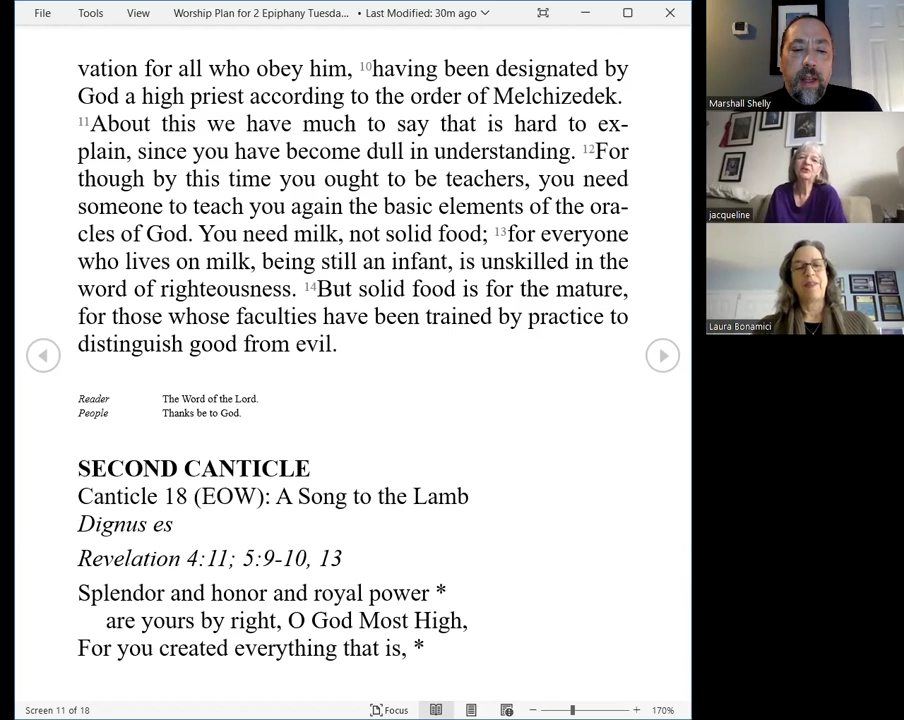 File Tools View Worship Plan for 2 Epiphany Tuesda... • Last Modified: 30m ago
vation for all who obey him, 10having been designated by
God a high priest according to the order of Melchizedek.
11About this we have much to say that is hard to ex-
plain, since you have become dull in understanding. 12For
though by this time you ought to be teachers, you need
someone to teach you again the basic elements of the ora-
cles of God. You need milk, not solid food; 13for everyone
who lives on milk, being still an infant, is unskilled in the
word of righteousness. 14But solid food is for the mature,
for those whose faculties have been trained by practice to
distinguish good from evil.
Reader The Word of the Lord.
People Thanks be to God.
SECOND CANTICLE
Canticle 18 (EOW): A Song to the Lamb
Dignus es
Revelation 4:11; 5:9-10, 13
Splendor and honor and royal power *
are yours by right, O God Most High,
For you created everything that is, *
Screen 11 of 18 Focus 170%
Marshall Shelly
jacqueline
Laura Bonamici